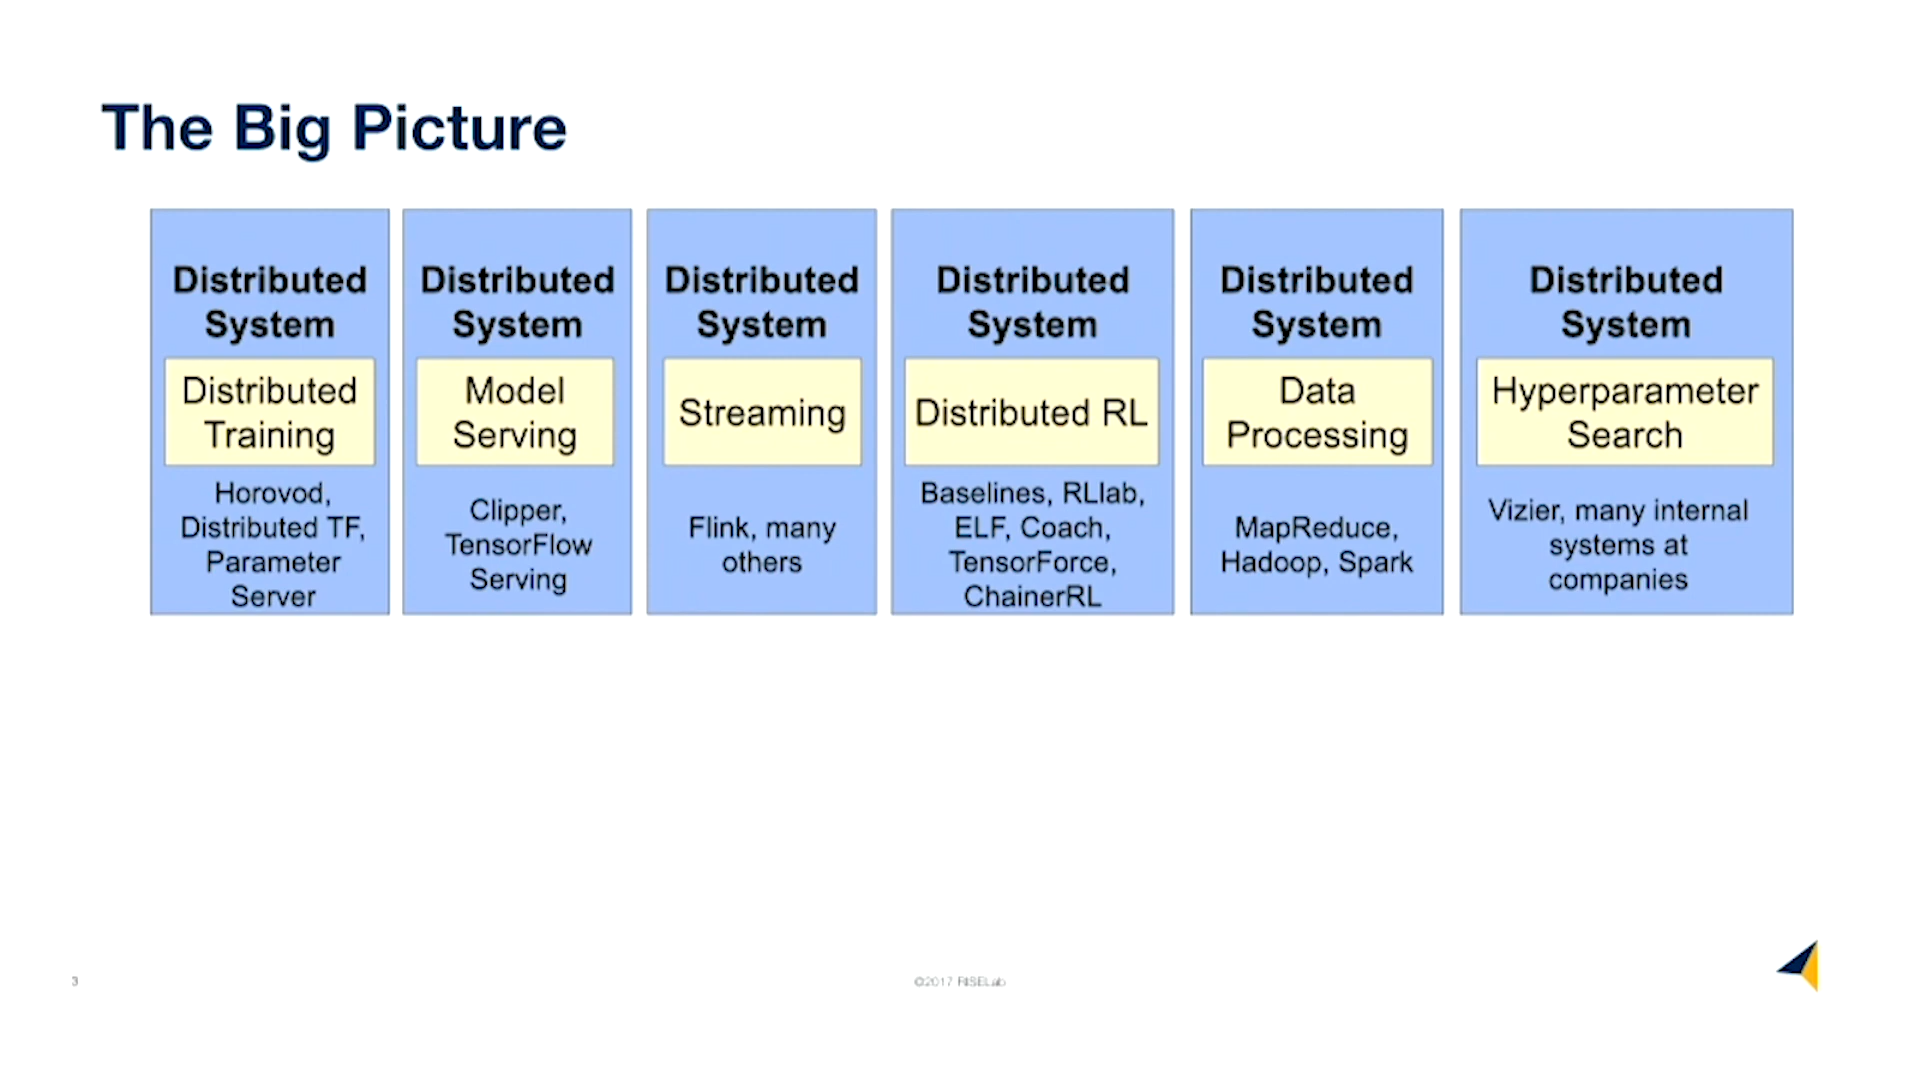 The Big Picture
Distributed
System
Distributed
Training
Horovod,
Distributed TF,
Parameter
Server
Distributed
System
Model
Serving
Clipper,
TensorFlow
Serving
Distributed
System
Streaming
Flink, many
others
Distributed
System
Distributed RL
Baselines, RLlab,
ELF, Coach,
TensorForce,
ChainerRL
Distributed
System
Data
Processing
MapReduce,
Hadoop, Spark
Distributed
System
Hyperparameter
Search
Vizier, many internal
systems at
companies
3
©2017 RISELab